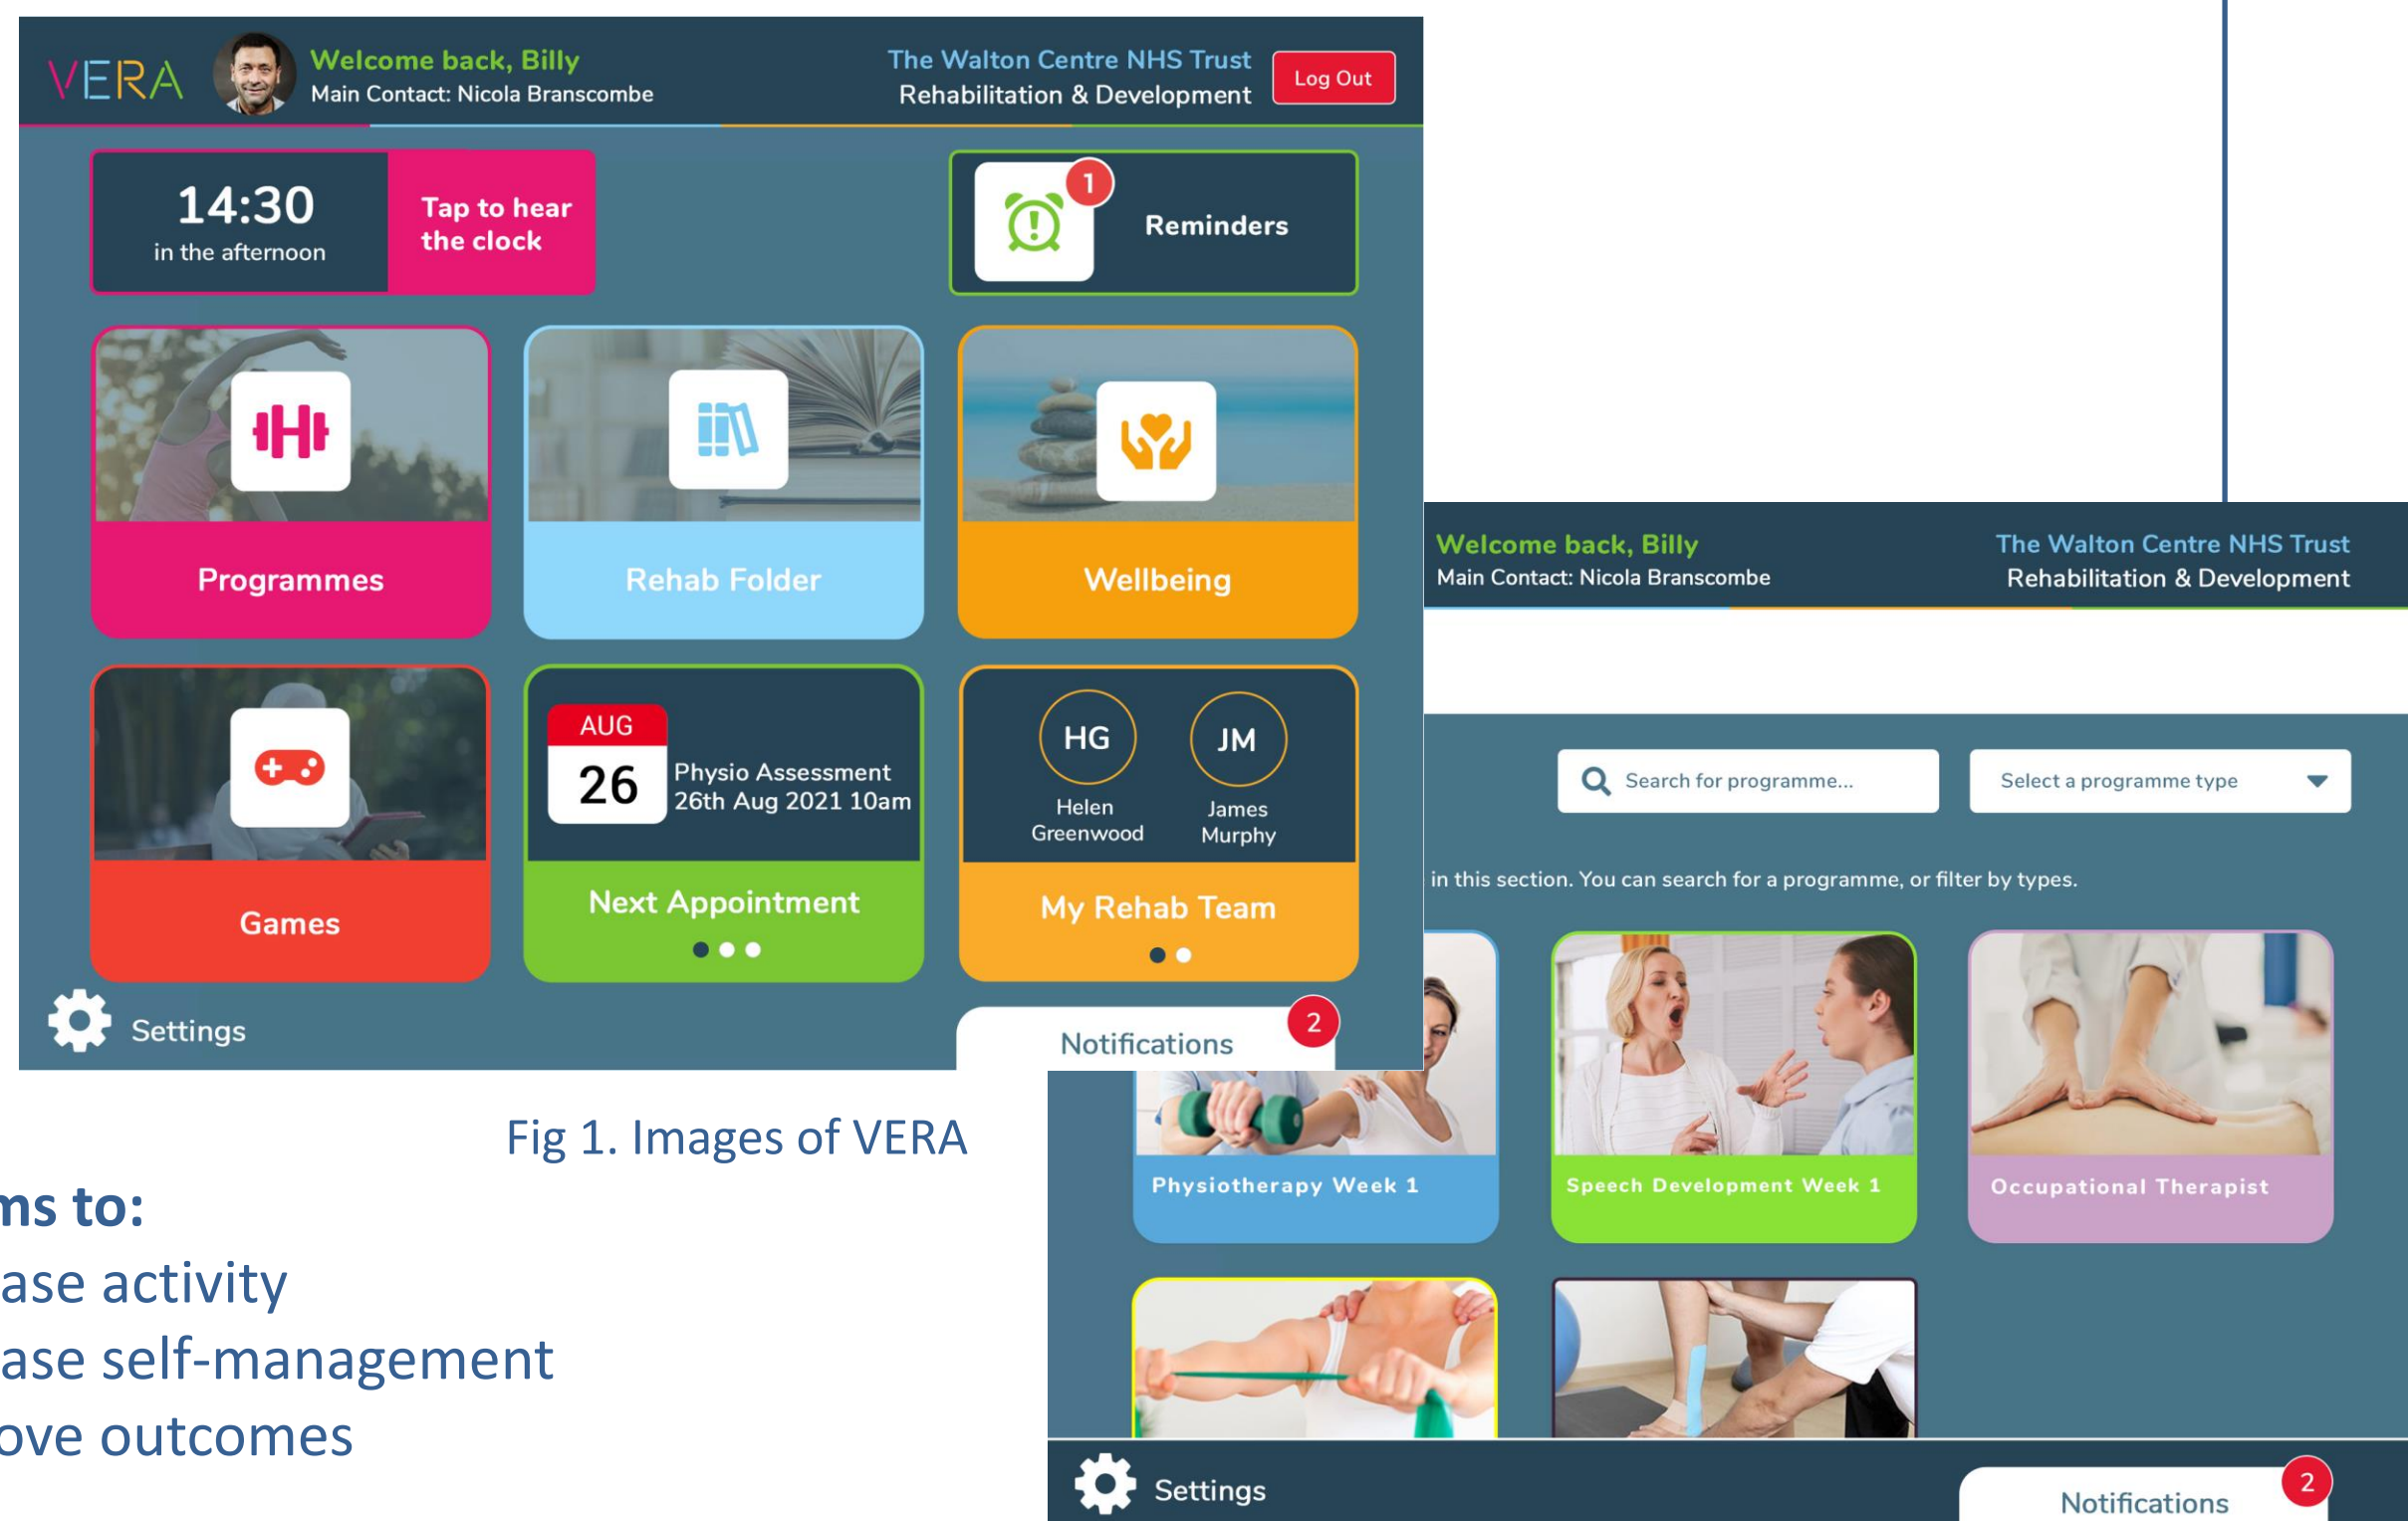 VERA
Welcome back, Billy
Main Contact: Nicola Branscombe
The Walton Centre NHS Trust
Rehabilitation & Development
Log Out
14:30
in the afternoon
Tap to hear
the clock
1
Reminders
Programmes
Rehab Folder
Wellbeing
Games
AUG
26
Physio Assessment
26th Aug 2021 10am
Next Appointment
HG
Helen
Greenwood
JM
James
Murphy
My Rehab Team
Settings
Notifications
2
Welcome back, Billy
Main Contact: Nicola Branscombe
The Walton Centre NHS Trust
Rehabilitation & Development
Search for programme...
Select a programme type
in this section. You can search for a programme, or filter by types.
Physiotherapy Week 1
Speech Development Week 1
Occupational Therapist
Settings
Notifications
2
Fig 1. Images of VERA
ms to:
ase activity
ase self-management
ove outcomes